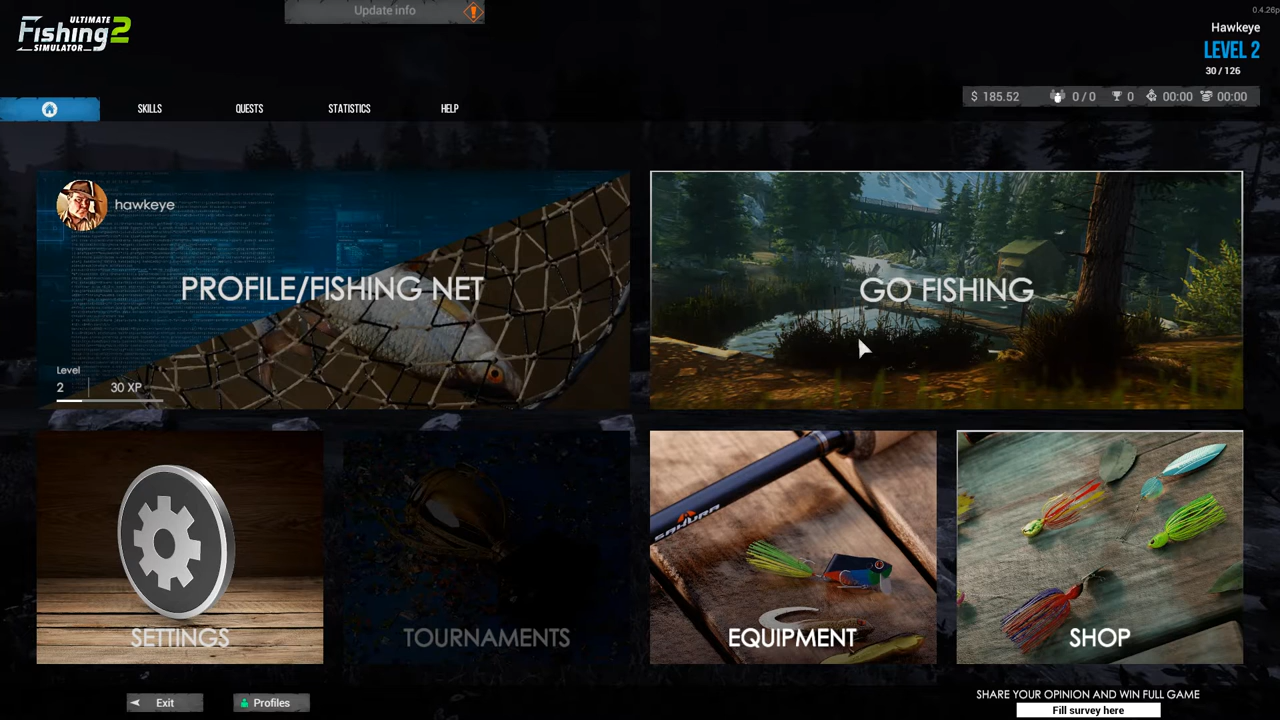 ULTIMATE
Fishing 2
SIMULATOR
Update info
0.4.26p
Hawkeye
LEVEL 2
30 / 126
$ 185.52 0 / 0 0 00:00 00:00
SKILLS QUESTS STATISTICS HELP
hawkeye
PROFILE/FISHING NET
Level
2 30 XP
GO FISHING
SETTINGS
TOURNAMENTS
SAKURA
EQUIPMENT
SHOP
Exit Profiles
SHARE YOUR OPINION AND WIN FULL GAME
Fill survey here